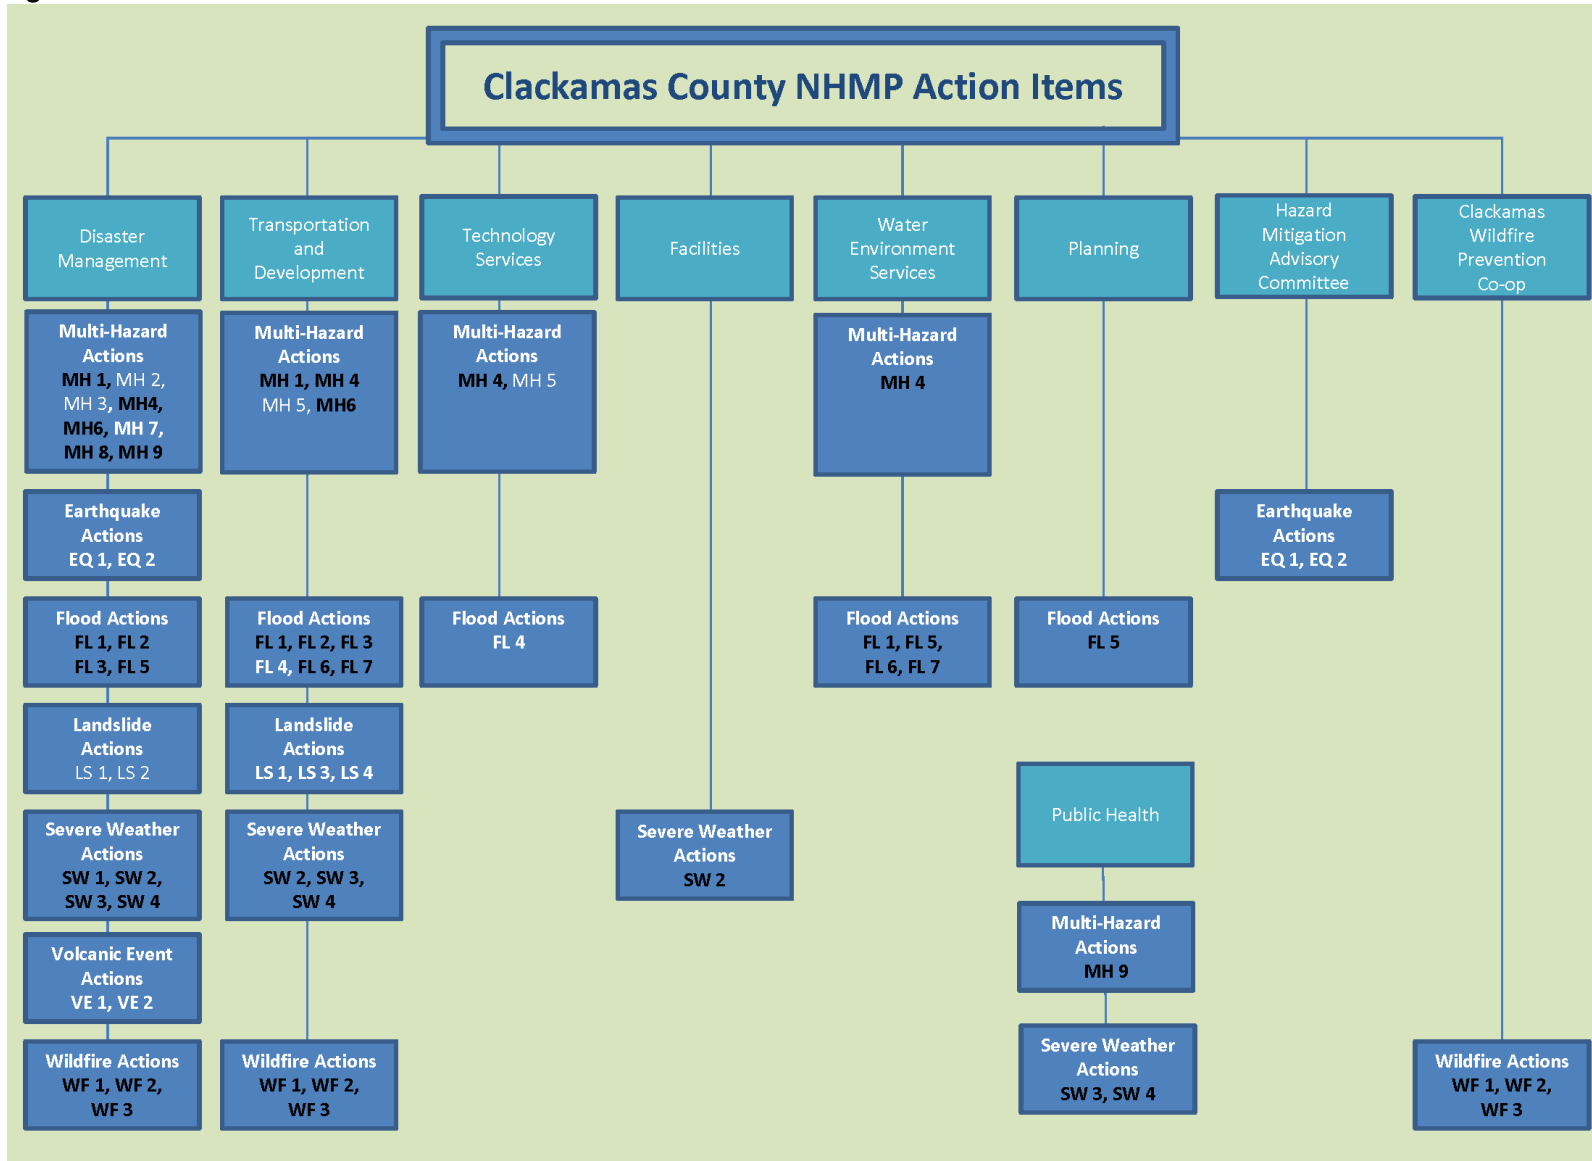 Clackamas County NHMP Action Items
Disaster
Management
Transportation
and
Development
Technology
Services
Facilities
Water
Environment
Services
Planning
Hazard
Mitigation
Advisory
Committee
Clackamas
Wildfire
Prevention
Co-op
Multi-Hazard
Actions
MH 1, MH 2,
MH 3, MH4,
MH6, MH 7,
MH 8, MH 9
Multi-Hazard
Actions
MH 1, MH 4
MH 5, MH6
Multi-Hazard
Actions
MH 4, MH 5
Multi-Hazard
Actions
MH 4
Earthquake
Actions
EQ 1, EQ 2
Earthquake
Actions
EQ 1, EQ 2
Flood Actions
FL 1, FL 2
FL 3, FL 5
Flood Actions
FL 1, FL 2, FL 3
FL 4, FL 6, FL 7
Flood Actions
FL 4
Flood Actions
FL 1, FL 5,
FL 6, FL 7
Flood Actions
FL 5
Landslide
Actions
LS 1, LS 2
Landslide
Actions
LS 1, LS 3, LS 4
Public Health
Severe Weather
Actions
SW 1, SW 2,
SW 3, SW 4
Severe Weather
Actions
SW 2, SW 3,
SW 4
Severe Weather
Actions
SW 2
Multi-Hazard
Actions
MH 9
Volcanic Event
Actions
VE 1, VE 2
Severe Weather
Actions
SW 3, SW 4
Wildfire Actions
WF 1, WF 2,
WF 3
Wildfire Actions
WF 1, WF 2,
WF 3
Wildfire Actions
WF 1, WF 2,
WF 3